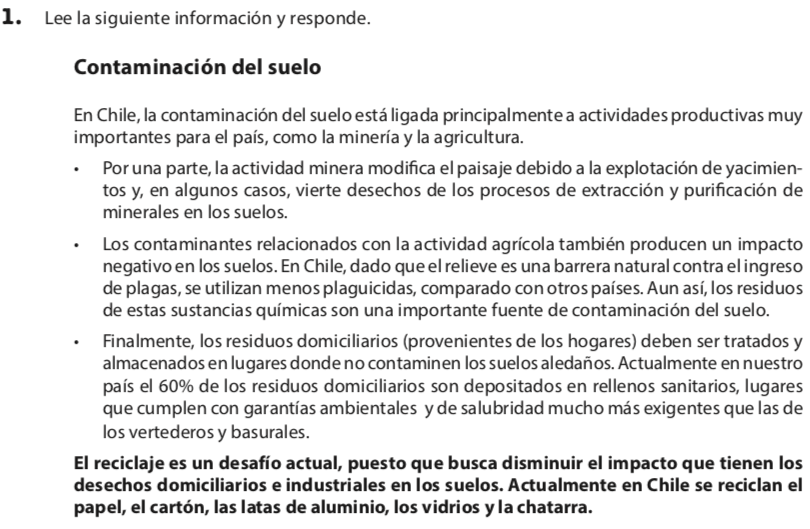 1. Lee la siguiente información y responde.
Contaminación del suelo
En Chile, la contaminación del suelo está ligada principalmente a actividades productivas muy
importantes para el país, como la minería y la agricultura.
• Por una parte, la actividad minera modifica el paisaje debido a la explotación de yacimien-
tos y, en algunos casos, vierte desechos de los procesos de extracción y purificación de
minerales en los suelos.
• Los contaminantes relacionados con la actividad agrícola también producen un impacto
negativo en los suelos. En Chile, dado que el relieve es una barrera natural contra el ingreso
de plagas, se utilizan menos plaguicidas, comparado con otros países. Aun así, los residuos
de estas sustancias químicas son una importante fuente de contaminación del suelo.
• Finalmente, los residuos domiciliarios (provenientes de los hogares) deben ser tratados y
almacenados en lugares donde no contaminen los suelos aledaños. Actualmente en nuestro
país el 60% de los residuos domiciliarios son depositados en rellenos sanitarios, lugares
que cumplen con garantías ambientales y de salubridad mucho más exigentes que las de
los vertederos y basurales.
El reciclaje es un desafío actual, puesto que busca disminuir el impacto que tienen los
desechos domiciliarios e industriales en los suelos. Actualmente en Chile se reciclan el
papel, el cartón, las latas de aluminio, los vidrios y la chatarra.